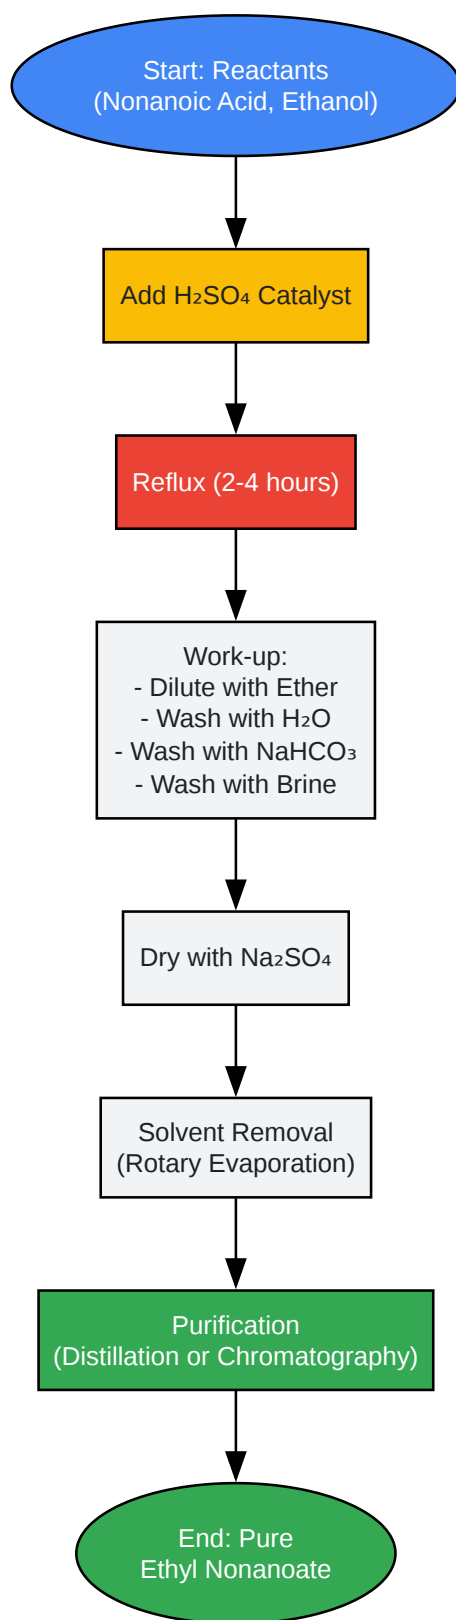 Start: Reactants
(Nonanoic Acid, Ethanol)
Add H₂SO₄ Catalyst
Reflux (2-4 hours)
Work-up:
- Dilute with Ether
- Wash with H₂O
- Wash with NaHCO₃
- Wash with Brine
Dry with Na₂SO₄
Solvent Removal
(Rotary Evaporation)
Purification
(Distillation or Chromatography)
End: Pure
Ethyl Nonanoate